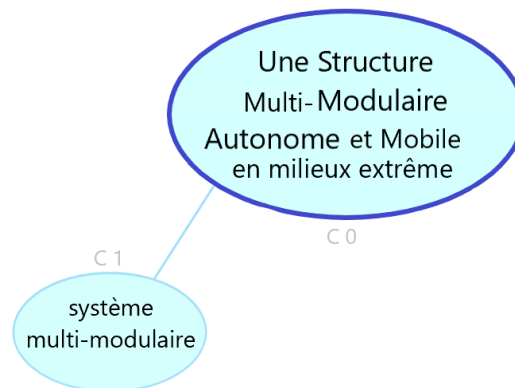 Une Structure
Multi-Modulaire
Autonome et Mobile
en milieux extrême
C 0
C 1
système
multi-modulaire